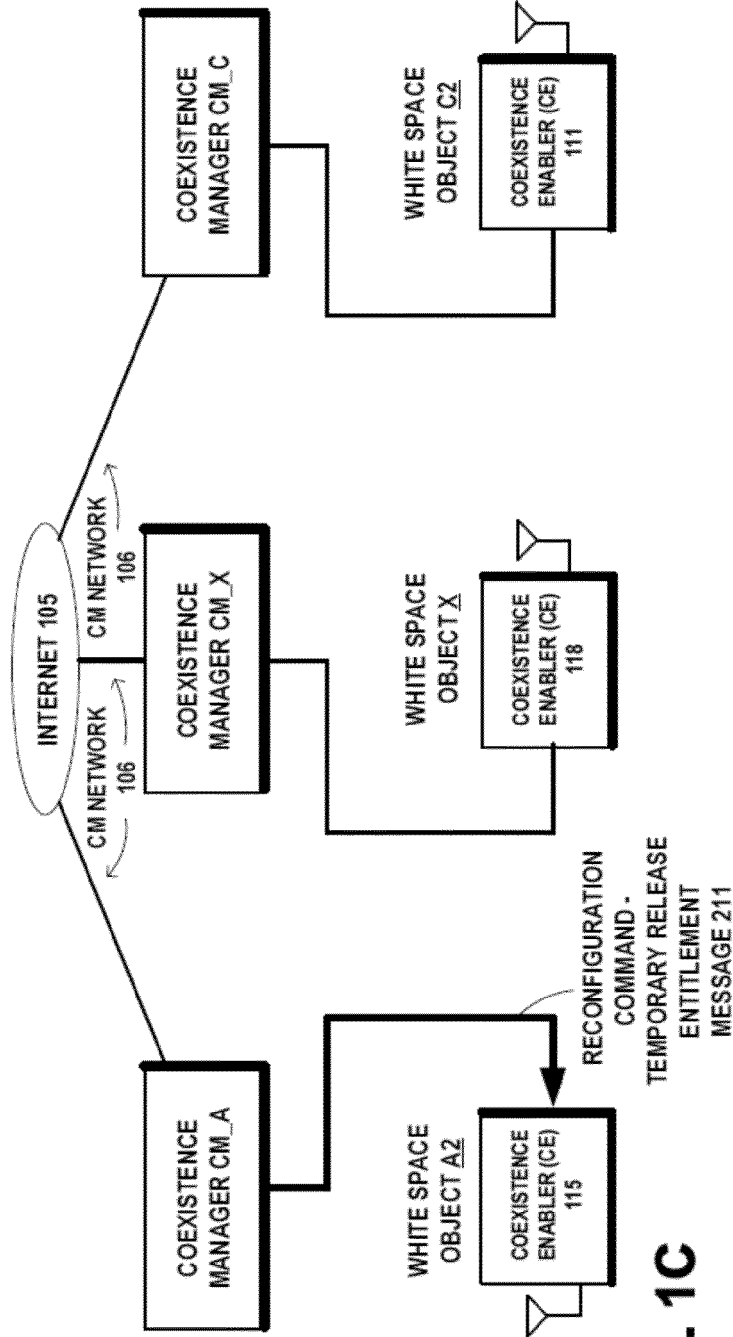 INTERNET 105
CM NETWORK
106
CM NETWORK
106
COEXISTENCE
MANAGER CM_A
COEXISTENCE
MANAGER CM_X
COEXISTENCE
MANAGER CM_C
WHITE SPACE
OBJECT A2
WHITE SPACE
OBJECT X
WHITE SPACE
OBJECT C2
COEXISTENCE
ENABLER (CE)
115
COEXISTENCE
ENABLER (CE)
118
COEXISTENCE
ENABLER (CE)
111
RECONFIGURATION
COMMAND -
TEMPORARY RELEASE
ENTITLEMENT
MESSAGE 211
. 1C